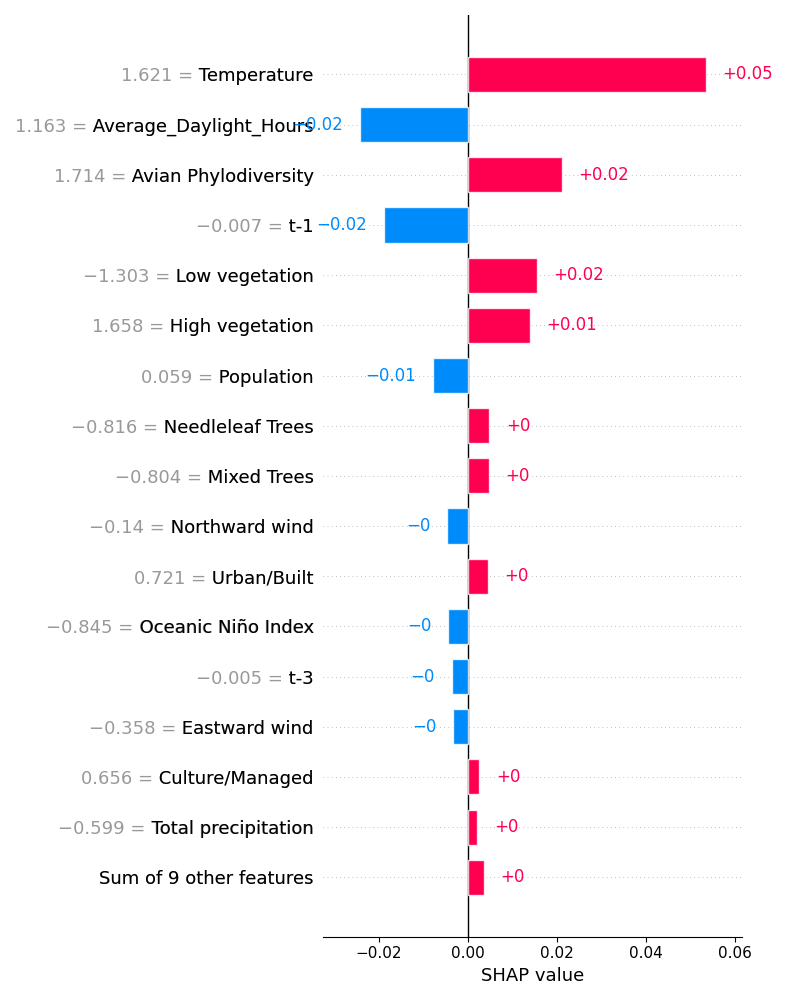 1.621 = Temperature +0.05
1.163 = Average_Daylight_Hours −0.02
1.714 = Avian Phylodiversity +0.02
−0.007 = t-1 −0.02
−1.303 = Low vegetation +0.02
1.658 = High vegetation +0.01
0.059 = Population −0.01
−0.816 = Needleleaf Trees +0
−0.804 = Mixed Trees +0
−0.14 = Northward wind −0
0.721 = Urban/Built +0
−0.845 = Oceanic Niño Index −0
−0.005 = t-3 −0
−0.358 = Eastward wind −0
0.656 = Culture/Managed +0
−0.599 = Total precipitation +0
Sum of 9 other features +0
−0.02 0.00 0.02 0.04 0.06
SHAP value